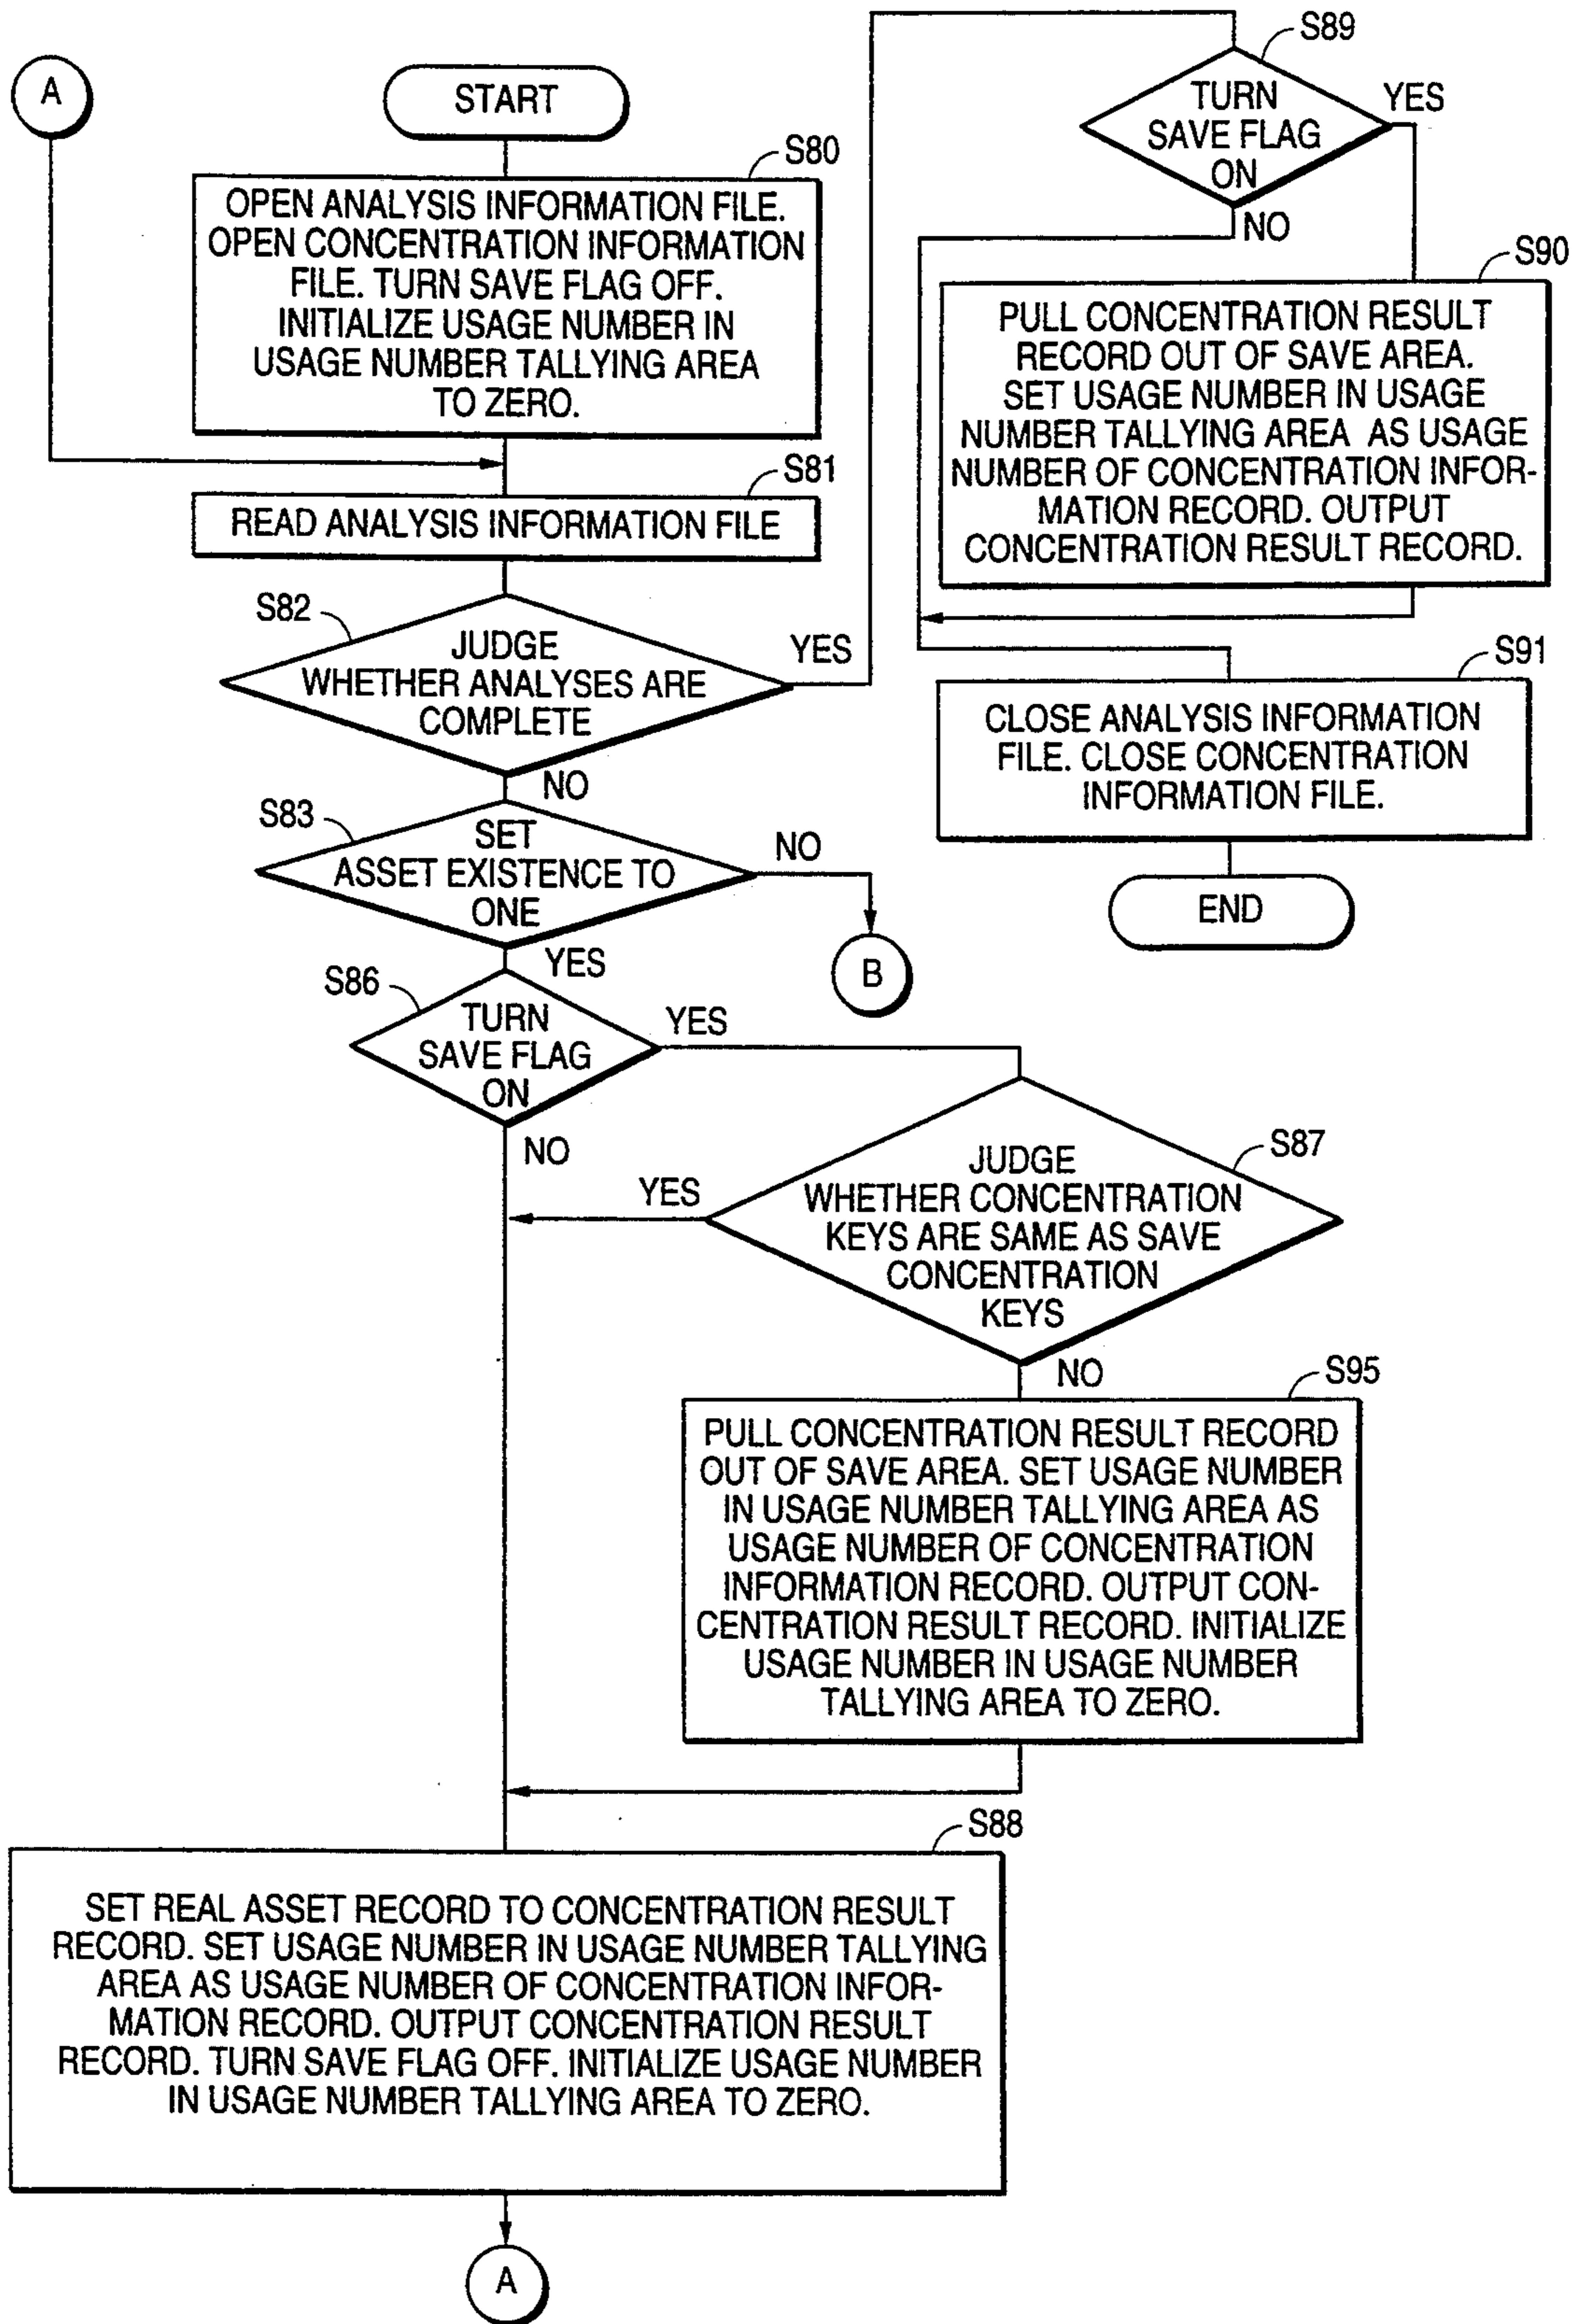 A
START
S80
OPEN ANALYSIS INFORMATION FILE.
OPEN CONCENTRATION INFORMATION
FILE. TURN SAVE FLAG OFF.
INITIALIZE USAGE NUMBER IN
USAGE NUMBER TALLYING AREA
TO ZERO.
S81
READ ANALYSIS INFORMATION FILE
S82
JUDGE
WHETHER ANALYSES ARE
COMPLETE
YES
NO
S83
SET
ASSET EXISTENCE TO
ONE
NO
B
YES
S86
TURN
SAVE FLAG
ON
YES
NO
S87
JUDGE
WHETHER CONCENTRATION
KEYS ARE SAME AS SAVE
CONCENTRATION
KEYS
YES
NO
S95
PULL CONCENTRATION RESULT RECORD
OUT OF SAVE AREA. SET USAGE NUMBER
IN USAGE NUMBER TALLYING AREA AS
USAGE NUMBER OF CONCENTRATION
INFORMATION RECORD. OUTPUT CON-
CENTRATION RESULT RECORD. INITIALIZE
USAGE NUMBER IN USAGE NUMBER
TALLYING AREA TO ZERO.
S88
SET REAL ASSET RECORD TO CONCENTRATION RESULT
RECORD. SET USAGE NUMBER IN USAGE NUMBER TALLYING
AREA AS USAGE NUMBER OF CONCENTRATION INFOR-
MATION RECORD. OUTPUT CONCENTRATION RESULT
RECORD. TURN SAVE FLAG OFF. INITIALIZE USAGE NUMBER
IN USAGE NUMBER TALLYING AREA TO ZERO.
A
S89
TURN
SAVE FLAG
ON
YES
NO
S90
PULL CONCENTRATION RESULT
RECORD OUT OF SAVE AREA.
SET USAGE NUMBER IN USAGE
NUMBER TALLYING AREA AS USAGE
NUMBER OF CONCENTRATION INFOR-
MATION RECORD. OUTPUT
CONCENTRATION RESULT RECORD.
S91
CLOSE ANALYSIS INFORMATION
FILE. CLOSE CONCENTRATION
INFORMATION FILE.
END